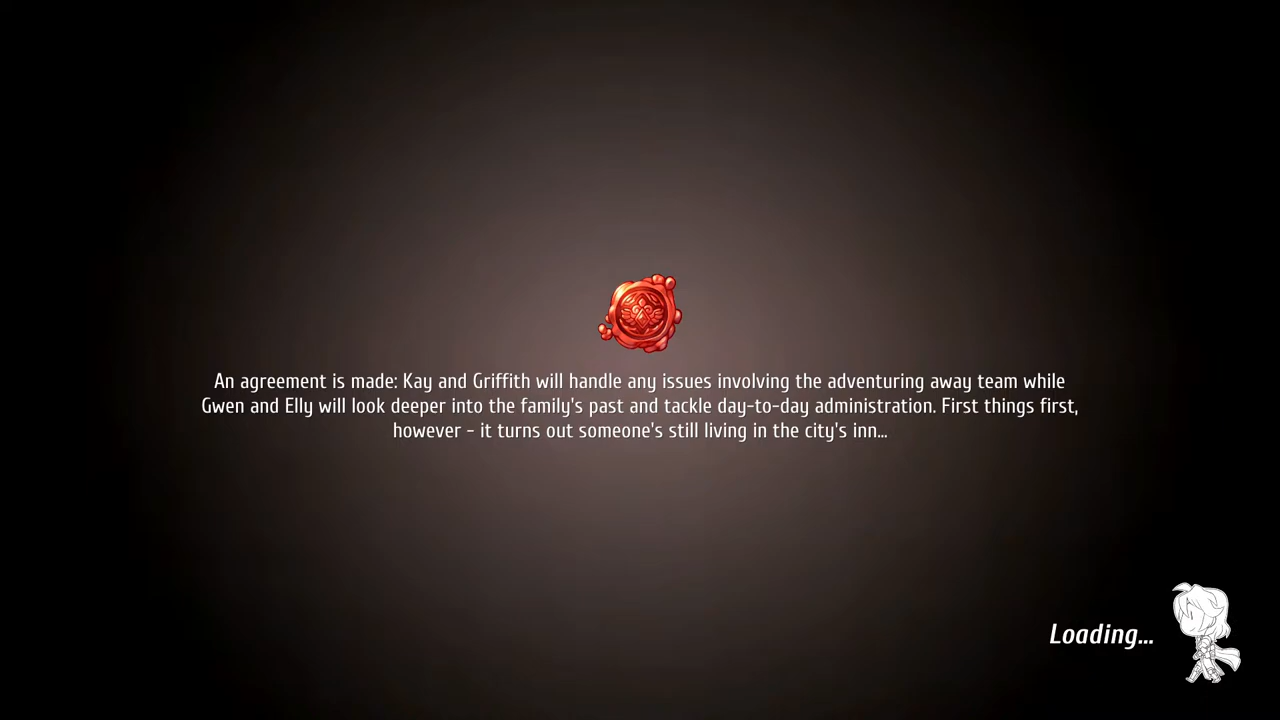 An agreement is made: Kay and Griffith will handle any issues involving the adventuring away team while
Gwen and Elly will look deeper into the family's past and tackle day-to-day administration. First things first,
however - it turns out someone's still living in the city's inn...
Loading...